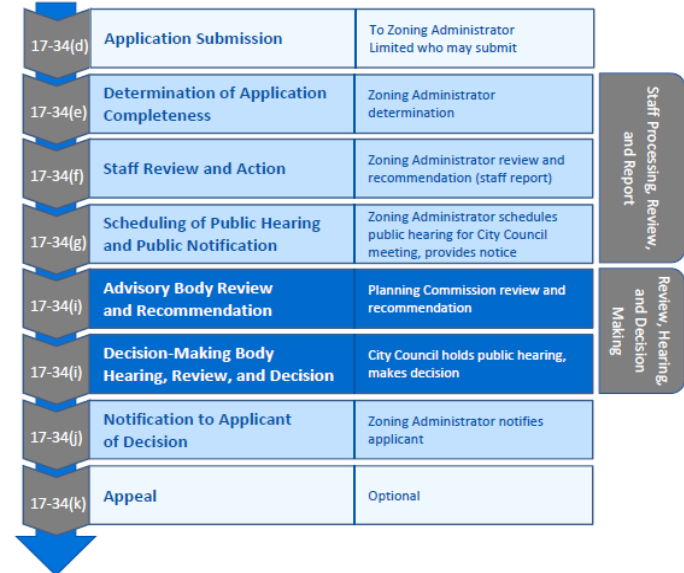 17-34(d)
Application Submission
To Zoning Administrator
Limited who may submit
17-34(e)
Determination of Application
Completeness
Zoning Administrator
determination
17-34(f)
Staff Review and Action
Zoning Administrator review and
recommendation (staff report)
17-34(g)
Scheduling of Public Hearing
and Public Notification
Zoning Administrator schedules
public hearing for City Council
meeting, provides notice
Staff Processing, Review,
and Report
17-34(i)
Advisory Body Review
and Recommendation
Planning Commission review and
recommendation
17-34(i)
Decision-Making Body
Hearing, Review, and Decision
City Council holds public hearing,
makes decision
Review, Hearing,
and Decision
Making
17-34(j)
Notification to Applicant
of Decision
Zoning Administrator notifies
applicant
17-34(k)
Appeal
Optional